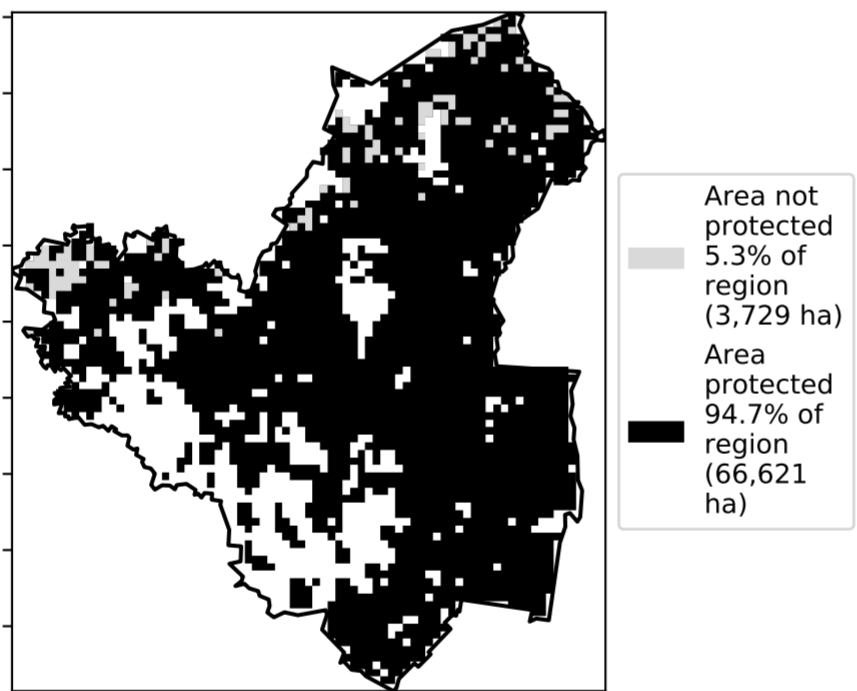 Area not
protected
5.3% of
region
(3,729 ha)
Area
protected
94.7% of
region
(66,621
ha)